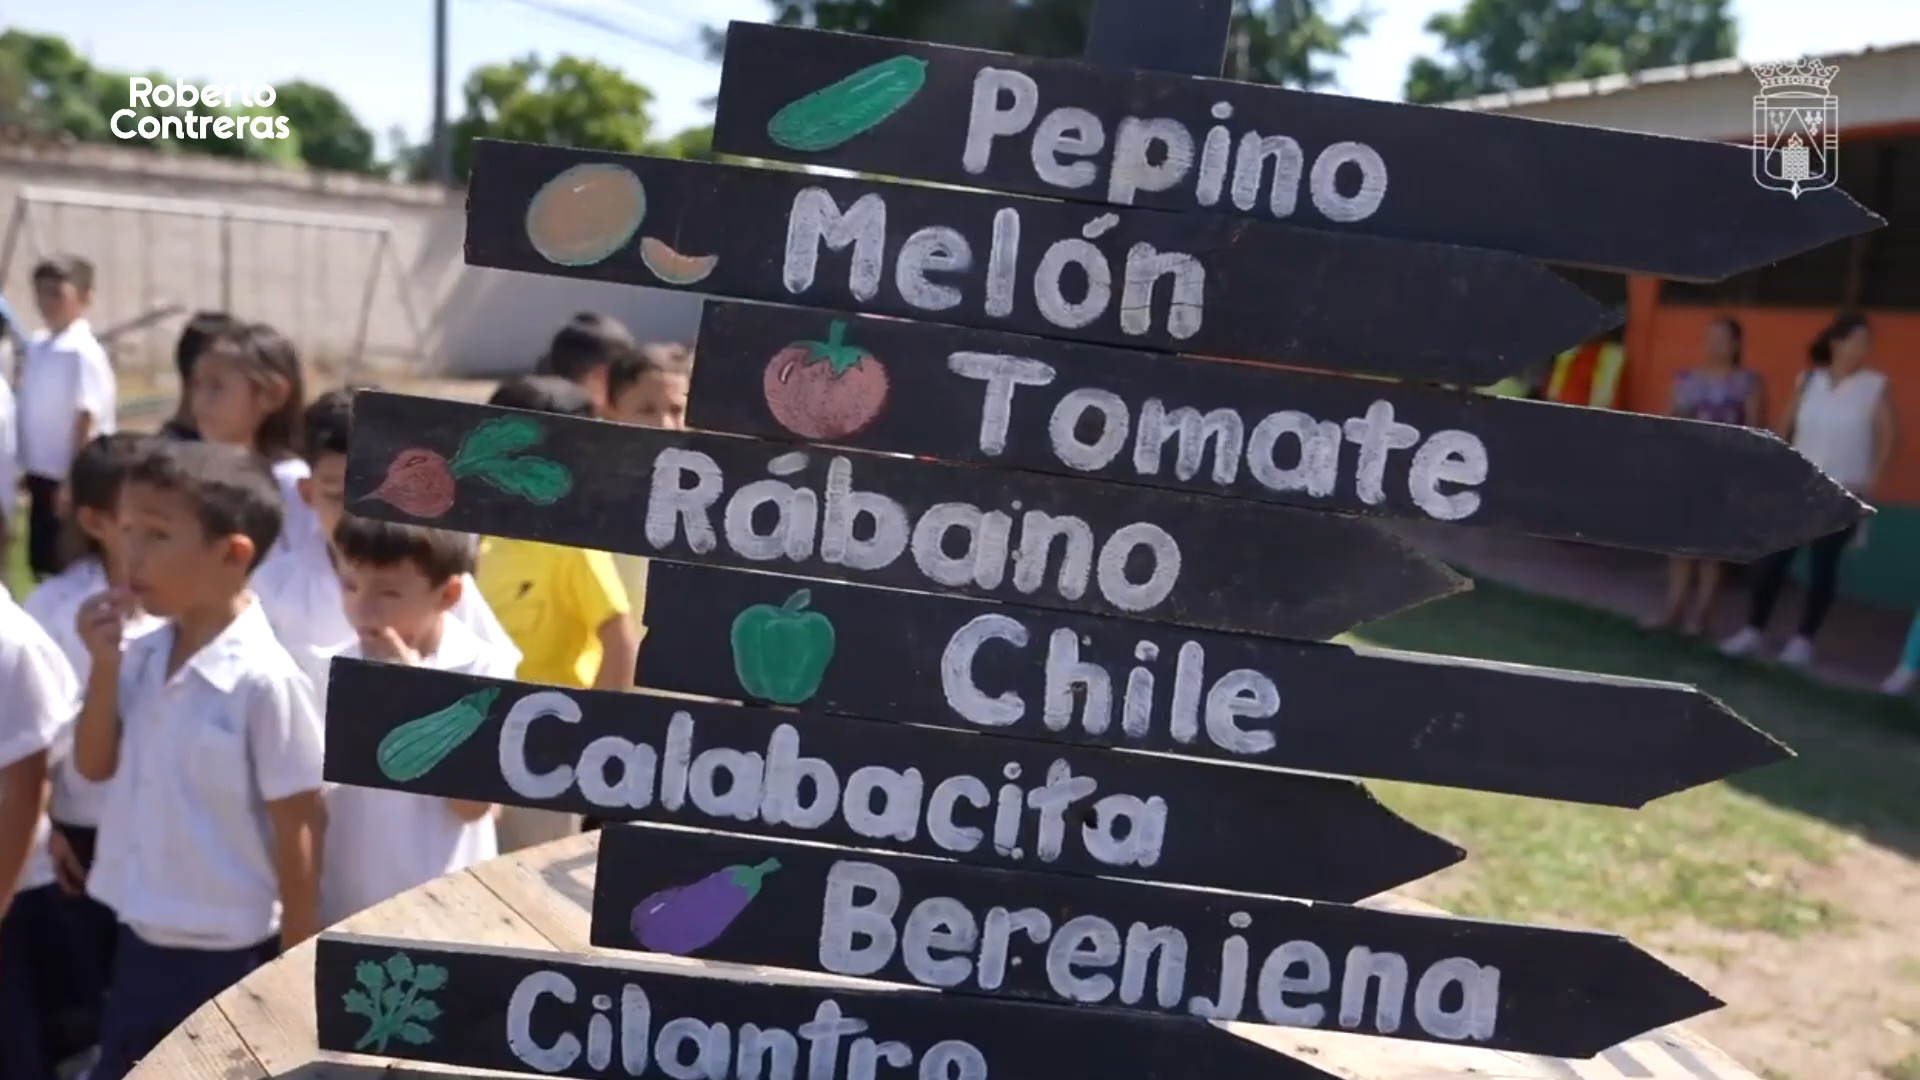 Roberto
Contreras
Pepino
Melón
Tomate
Rábano
Chile
Calabacita
Berenjena
Cilantro